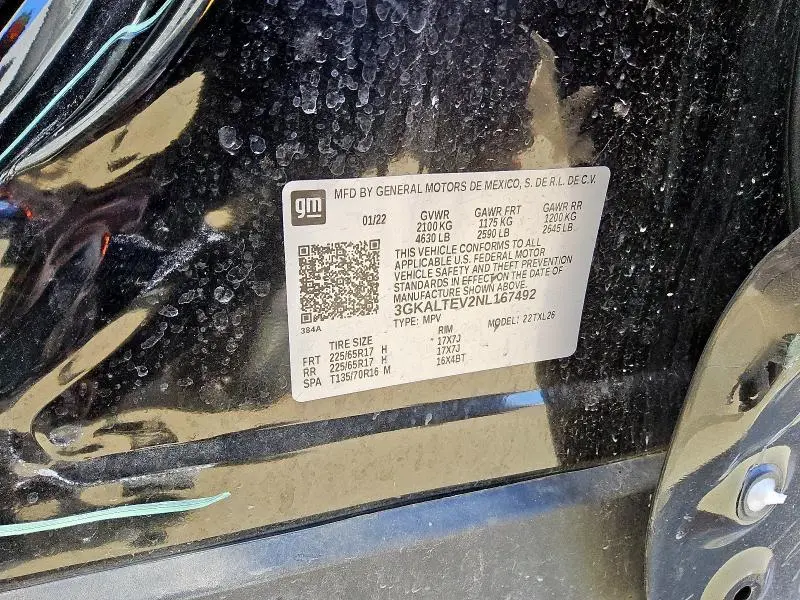 gm
MFD BY GENERAL MOTORS DE MEXICO, S. DE R.L. DE C.V.
01/22 GVWR GAWR FRT GAWR RR
2100 KG 1175 KG 1200 KG
4630 LB 2590 LB 2645 LB
THIS VEHICLE CONFORMS TO ALL
APPLICABLE U.S. FEDERAL MOTOR
VEHICLE SAFETY AND THEFT PREVENTION
STANDARDS IN EFFECT ON THE DATE OF
MANUFACTURE SHOWN ABOVE.
3GKALTEV2NL167492
TYPE: MPV MODEL: 22TXL26
384A
TIRE SIZE RIM
FRT 225/65R17 H 17X7J
RR 225/65R17 H 17X7J
SPA T135/70R16 M 16X4BT